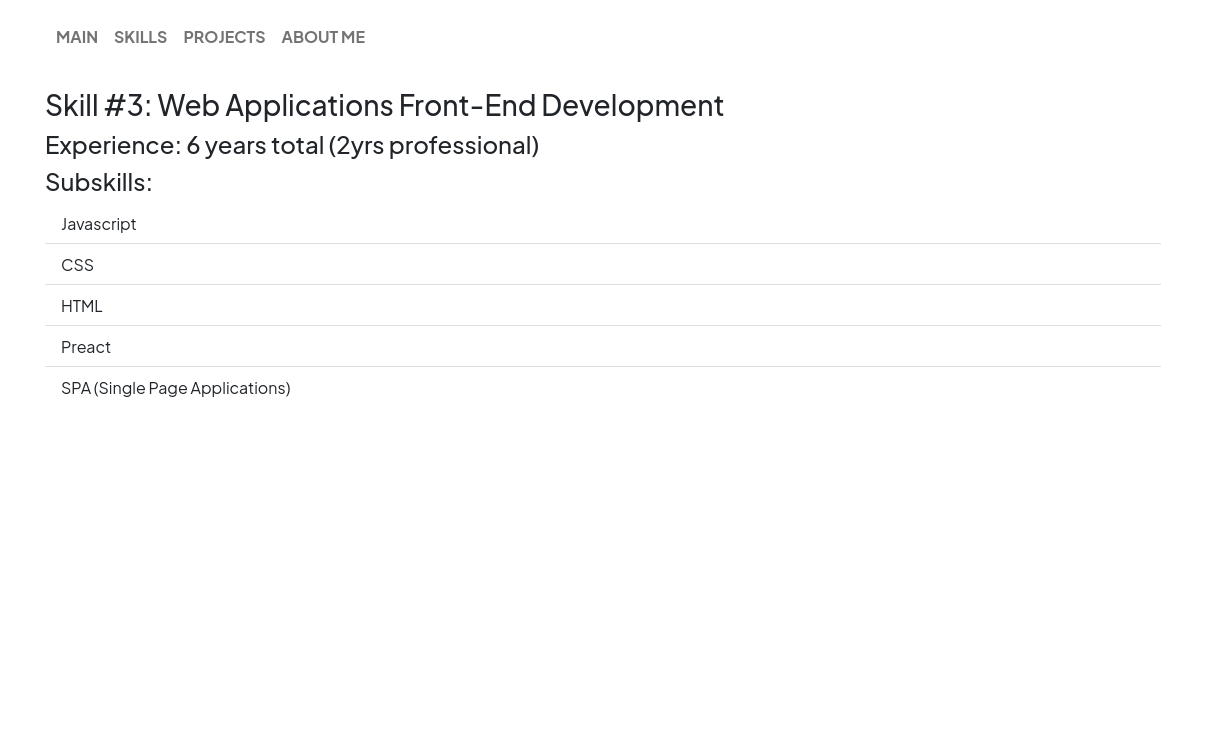 MAIN SKILLS PROJECTS ABOUT ME
Skill #3: Web Applications Front-End Development
Experience: 6 years total (2yrs professional)
Subskills:
Javascript
CSS
HTML
Preact
SPA (Single Page Applications)